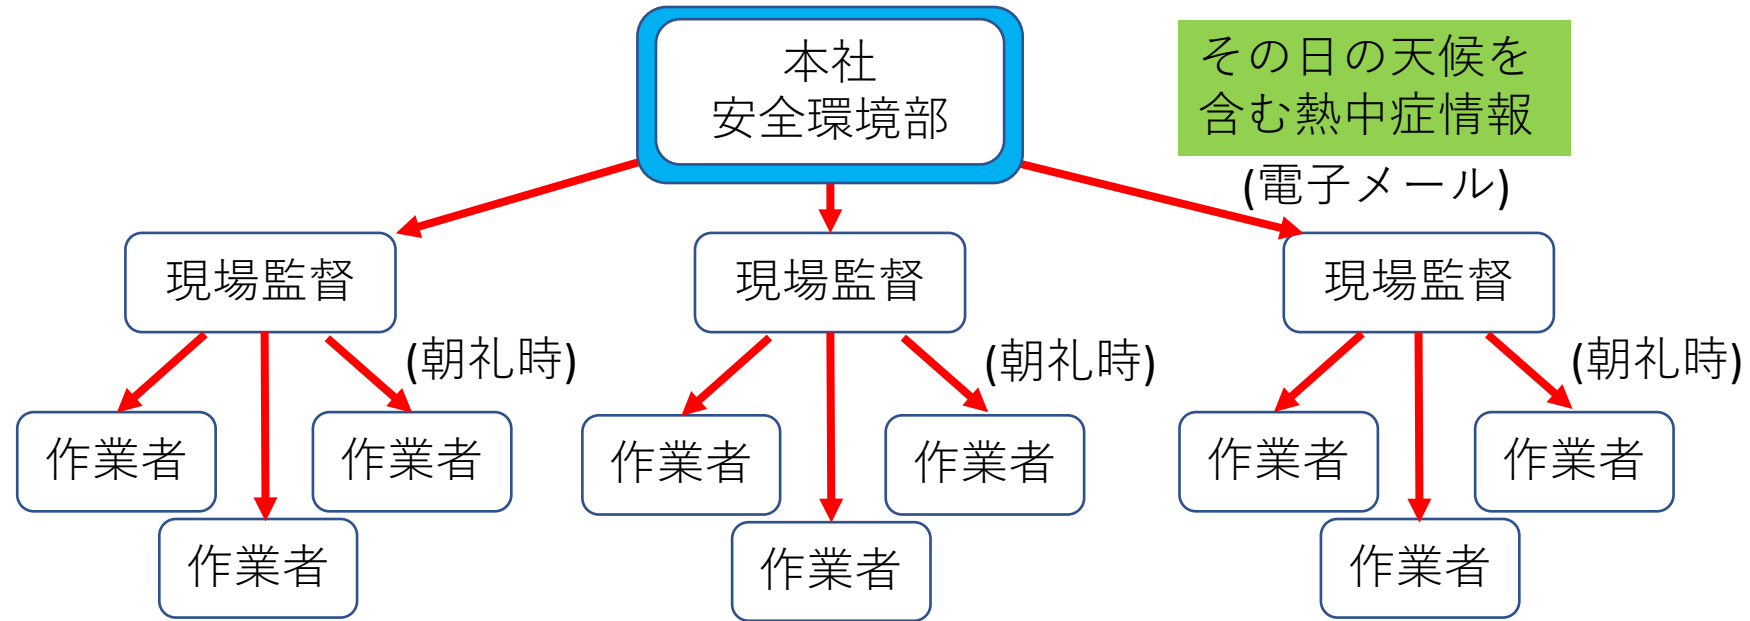 本社
安全環境部
その日の天候を
含む熱中症情報
(電子メール)
現場監督
現場監督
現場監督
(朝礼時)
(朝礼時)
(朝礼時)
作業者
作業者
作業者
作業者
作業者
作業者
作業者
作業者
作業者